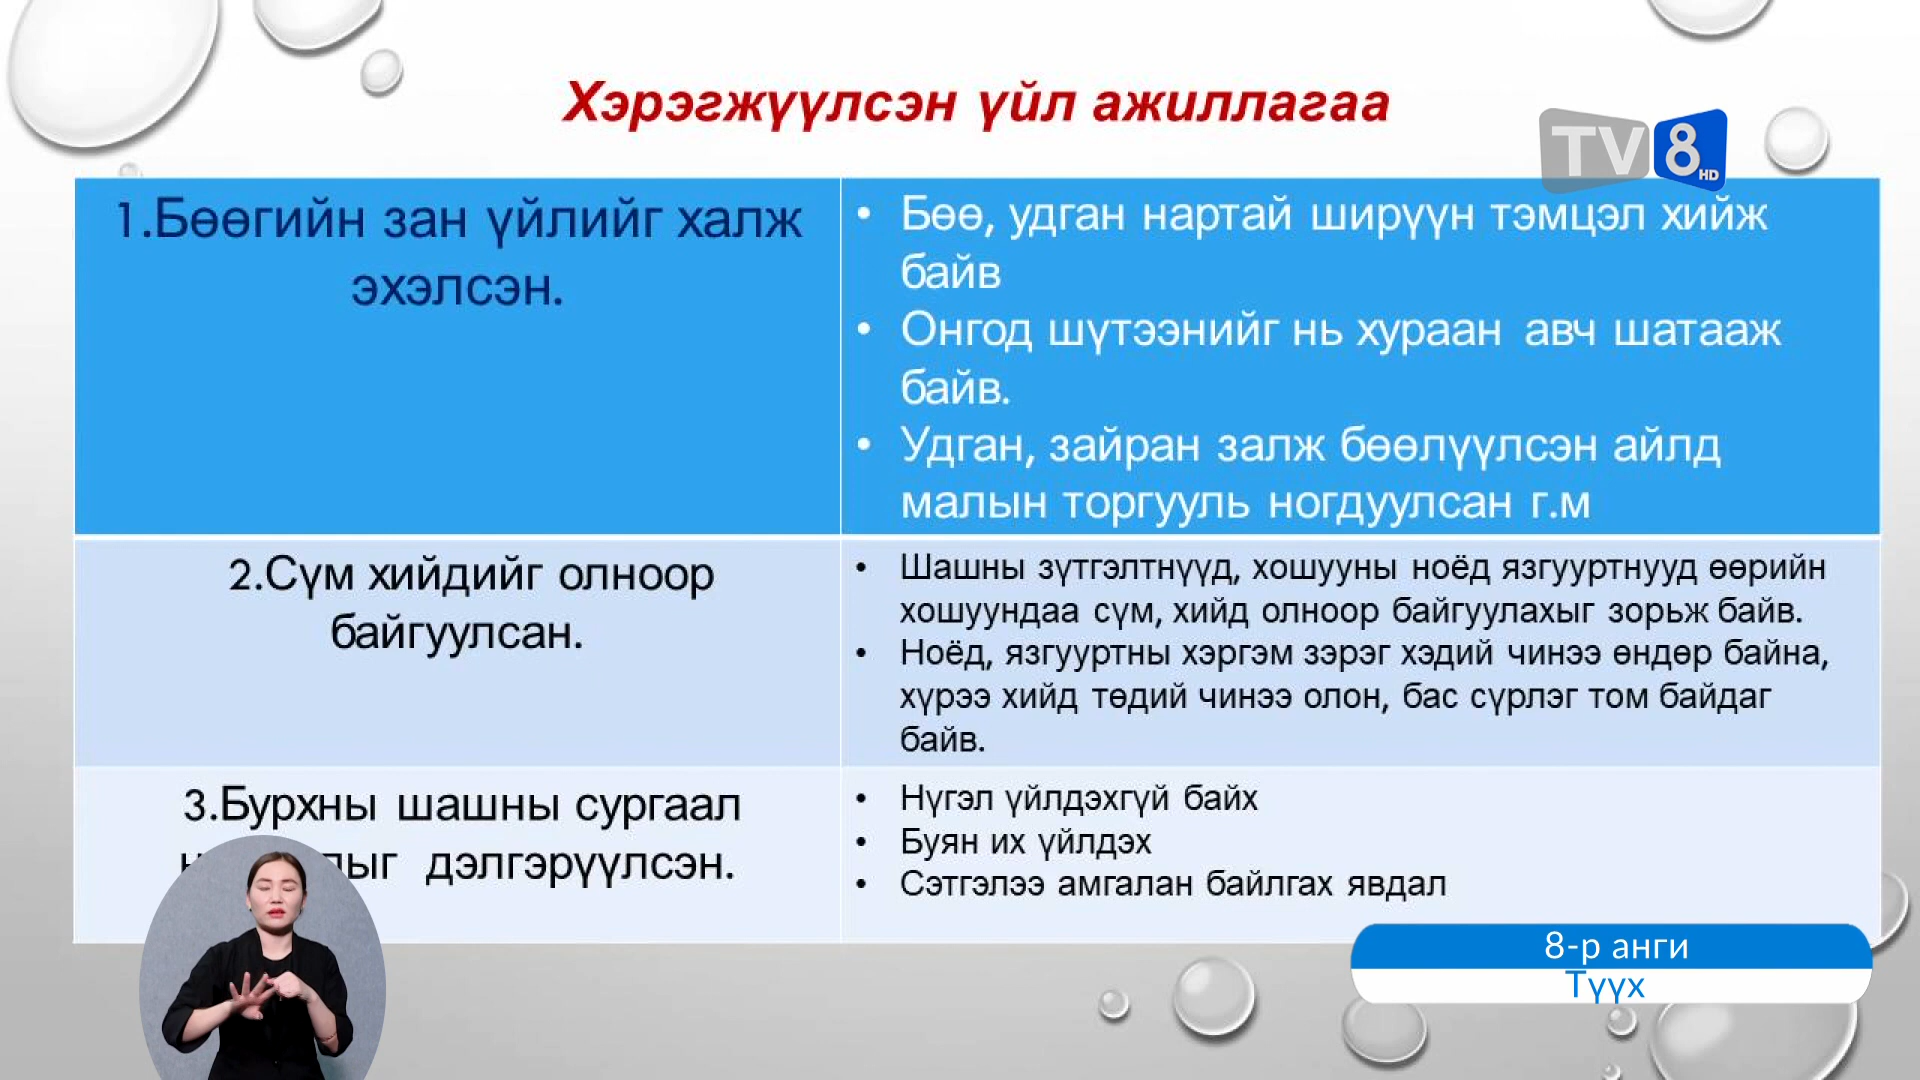 Хэрэгжүүлсэн үйл ажиллагаа
TV8 HD
1.Бөөгийн зан үйлийг халж
эхэлсэн.
• Бөө, удган нартай ширүүн тэмцэл хийж
байв
• Онгод шүтээнийг нь хураан авч шатааж
байв.
• Удган, зайран залж бөөлүүлсэн айлд
малын торгууль ногдуулсан г.м
2.Сүм хийдийг олноор
байгуулсан.
• Шашны зүтгэлтнүүд, хошууны ноёд язгууртнууд өөрийн
хошуундаа сүм, хийд олноор байгуулахыг зорьж байв.
• Ноёд, язгууртны хэргэм зэрэг хэдий чинээ өндөр байна,
хүрээ хийд төдий чинээ олон, бас сүрлэг том байдаг
байв.
3.Бурхны шашны сургаал
дэлгэрүүлсэн.
• Нүгэл үйлдэхгүй байх
• Буян их үйлдэх
• Сэтгэлээ амгалан байлгах явдал
8-р анги
Түүх